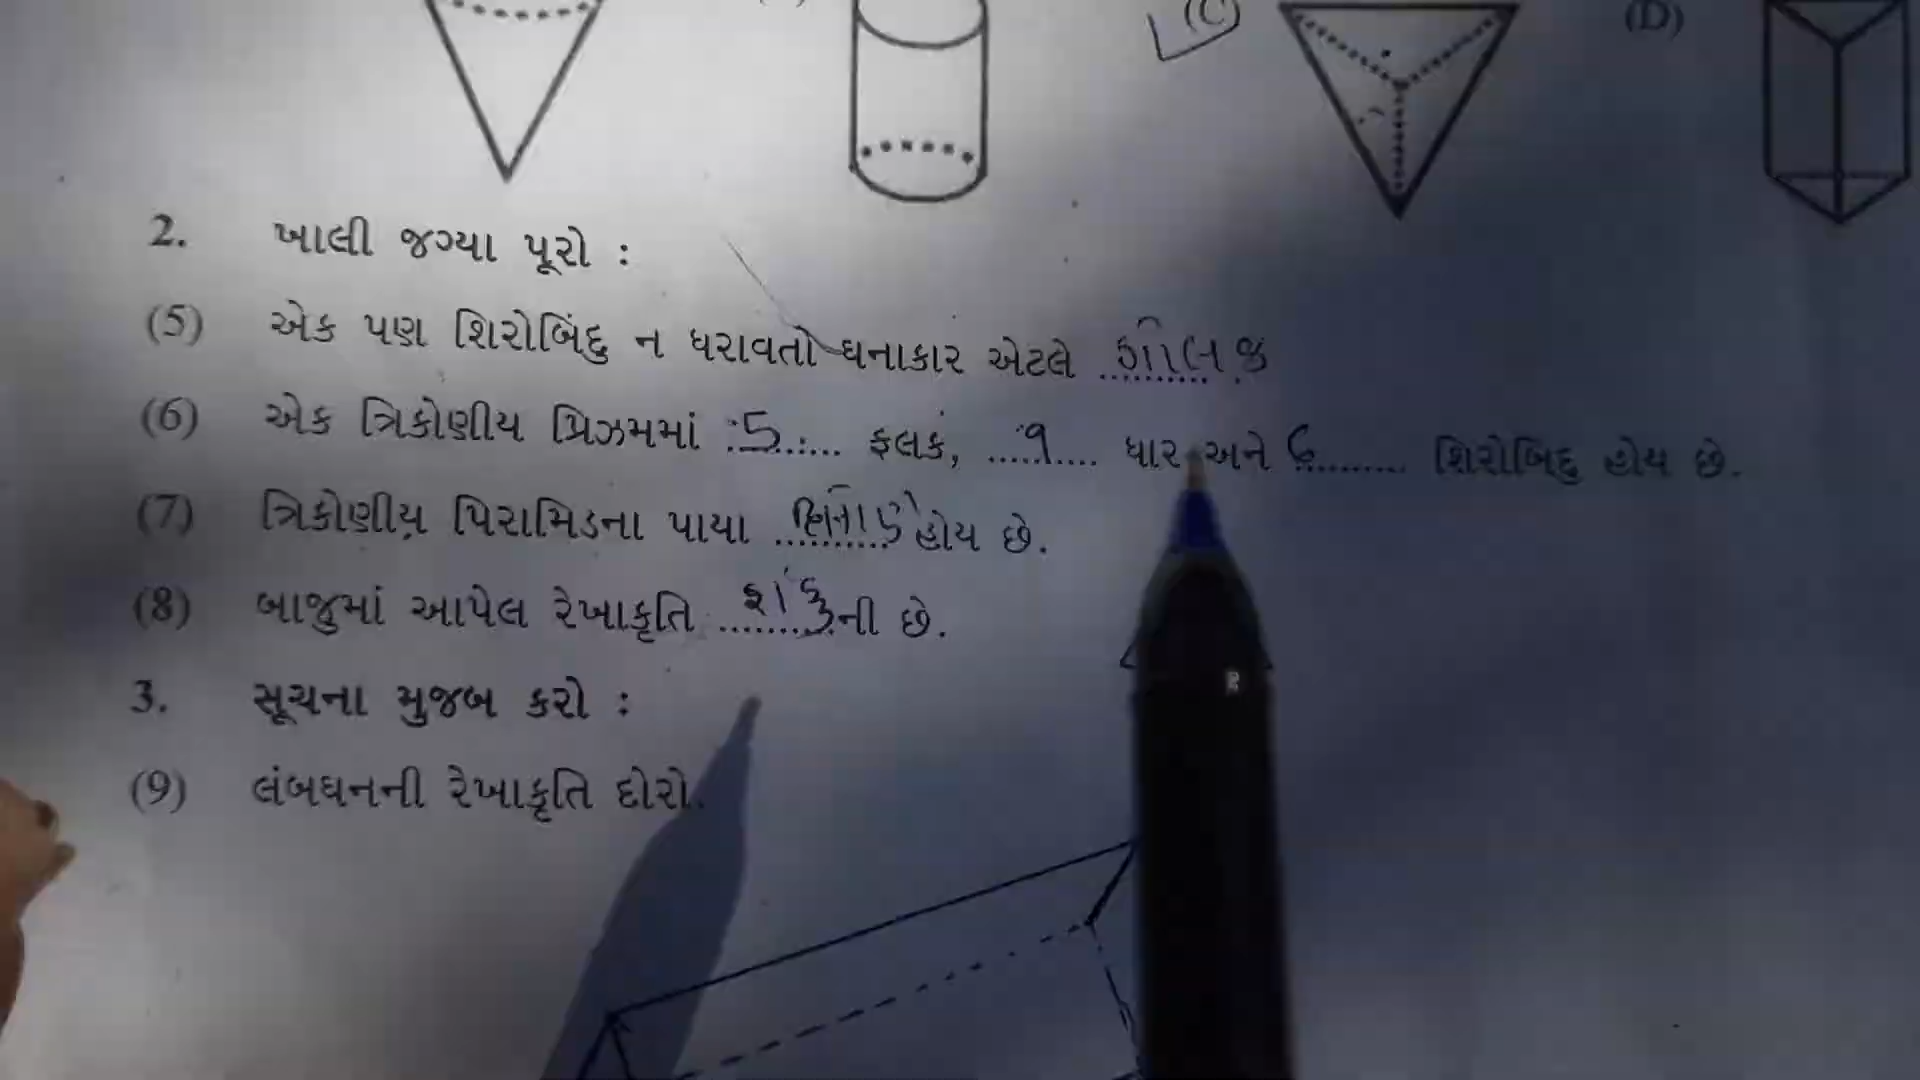 (C) (D)
2. ખાલી જગ્યા પૂરો :
(5) એક પણ શિરોબિંદુ ન ધરાવતો ઘનાકાર એટલે ગોલક
(6) એક ત્રિકોણીય પ્રિઝમમાં 5 ફલક, 9 ધાર અને 6 શિરોબિંદુ હોય છે.
(7) ત્રિકોણીય પિરામિડના પાયા હોય છે.
(8) બાજુમાં આપેલ રેખાકૃતિ શંકુની છે.
3. સૂચના મુજબ કરો :
(9) લંબઘનની રેખાકૃતિ દોરો.